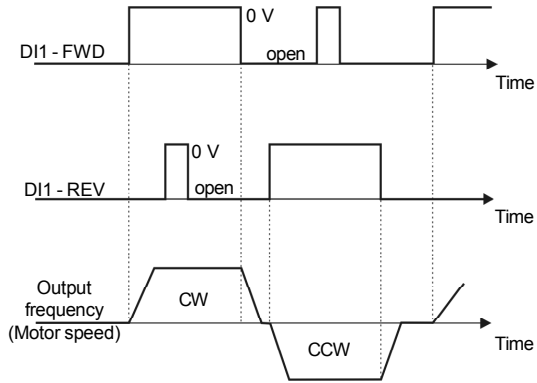 0 V
DI1 - FWD
open
Time
0 V
DI1 - REV
open
Time
Output
frequency
(Motor speed)
CW
CCW
Time